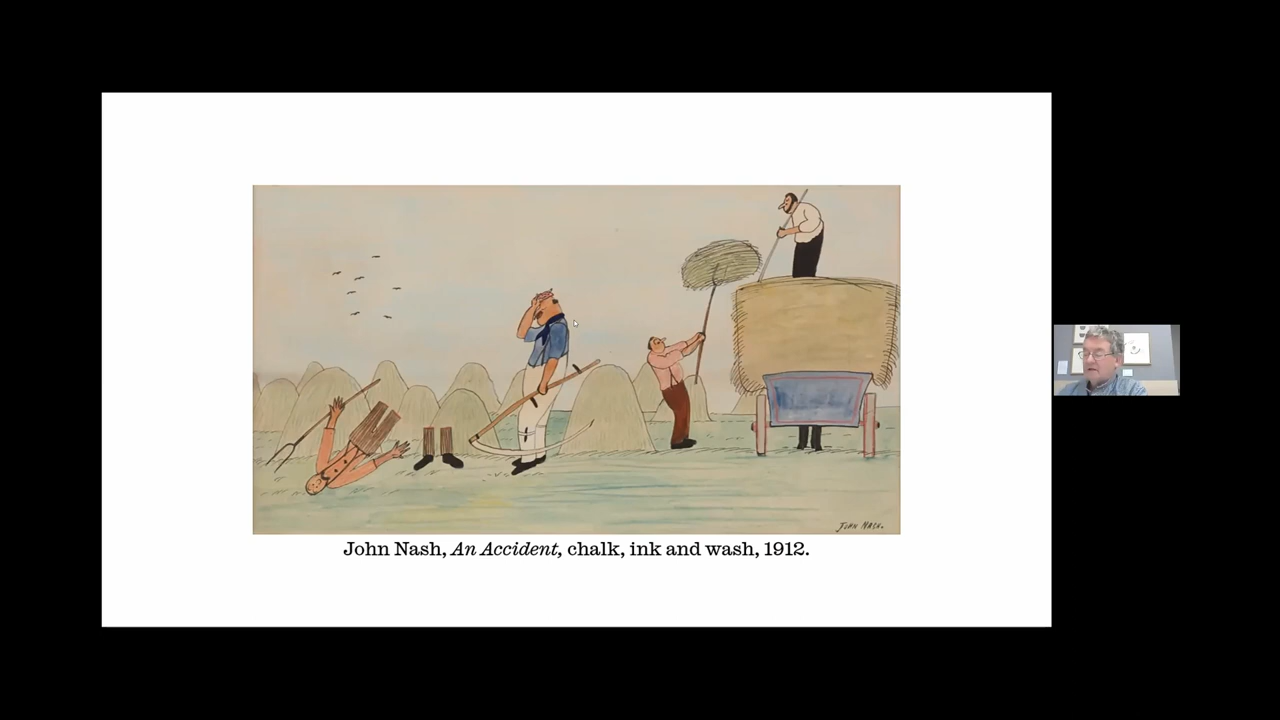 JOHN NASH.
John Nash, An Accident, chalk, ink and wash, 1912.